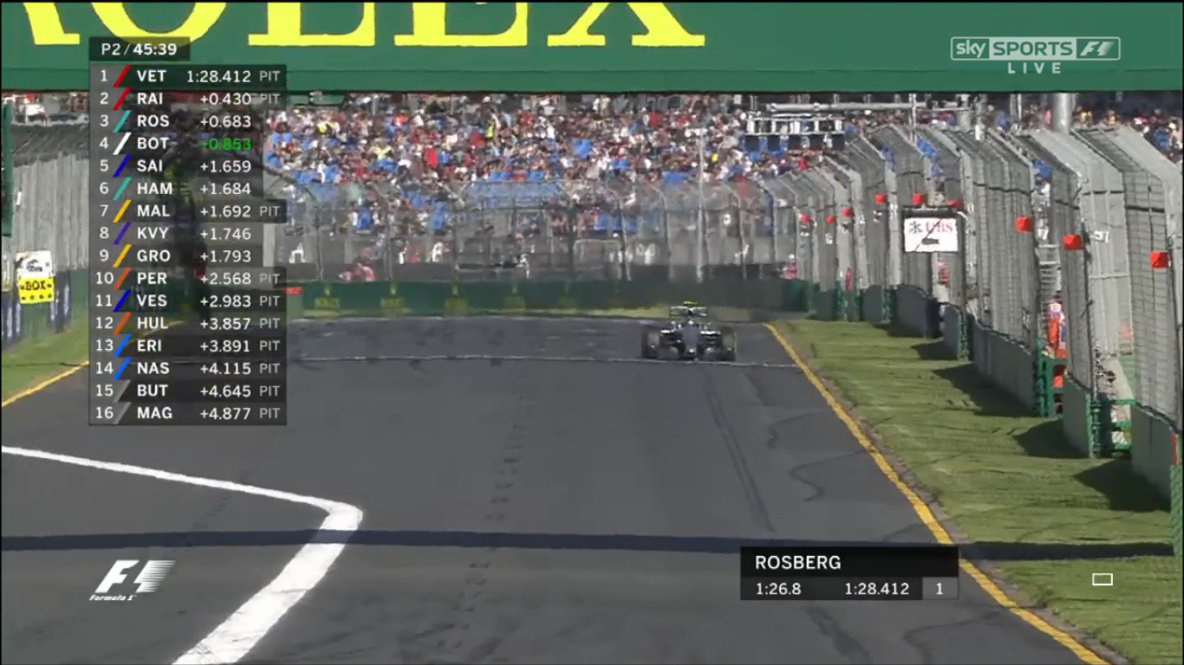 ROLEX
P2/45:39
sky SPORTS F1
LIVE
1 VET 1:28.412 PIT
2 RAI +0.430 PIT
3 ROS +0.683
4 BOT +0.853
5 SAI +1.659
6 HAM +1.684
7 MAL +1.692 PIT
8 KVY +1.746
9 GRO +1.793
10 PER +2.568 PIT
11 VES +2.983 PIT
12 HUL +3.857 PIT
13 ERI +3.891 PIT
14 NAS +4.115 PIT
15 BUT +4.645 PIT
16 MAG +4.877 PIT
UBS
BOX
ROSBERG
1:26.8 1:28.412 1
F1
Formula 1